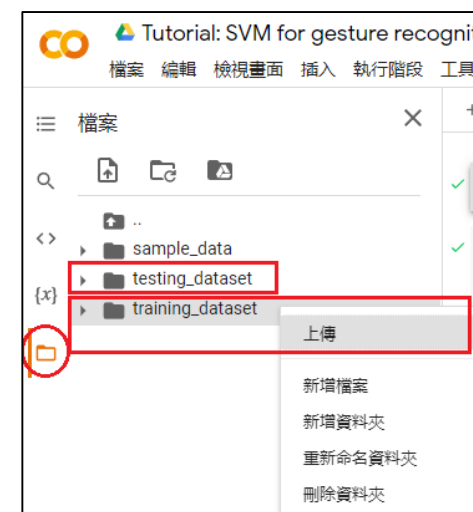 Tutorial: SVM for gesture recognit
檔案 編輯 檢視畫面 插入 執行階段 工具
檔案
..
sample_data
testing_dataset
{x}
training_dataset
上傳
新增檔案
新增資料夾
重新命名資料夾
刪除資料夾